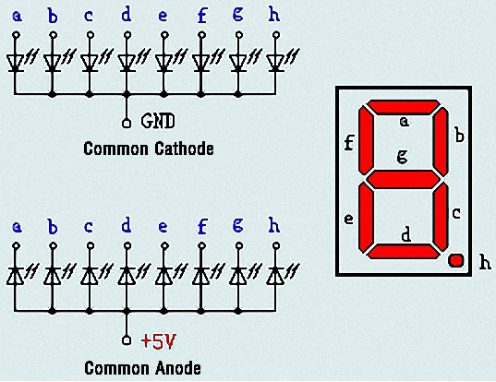 a b c d e f g h
GND
Common Cathode
a b c d e f g h
+5V
Common Anode
a
f
b
g
e
c
d
h